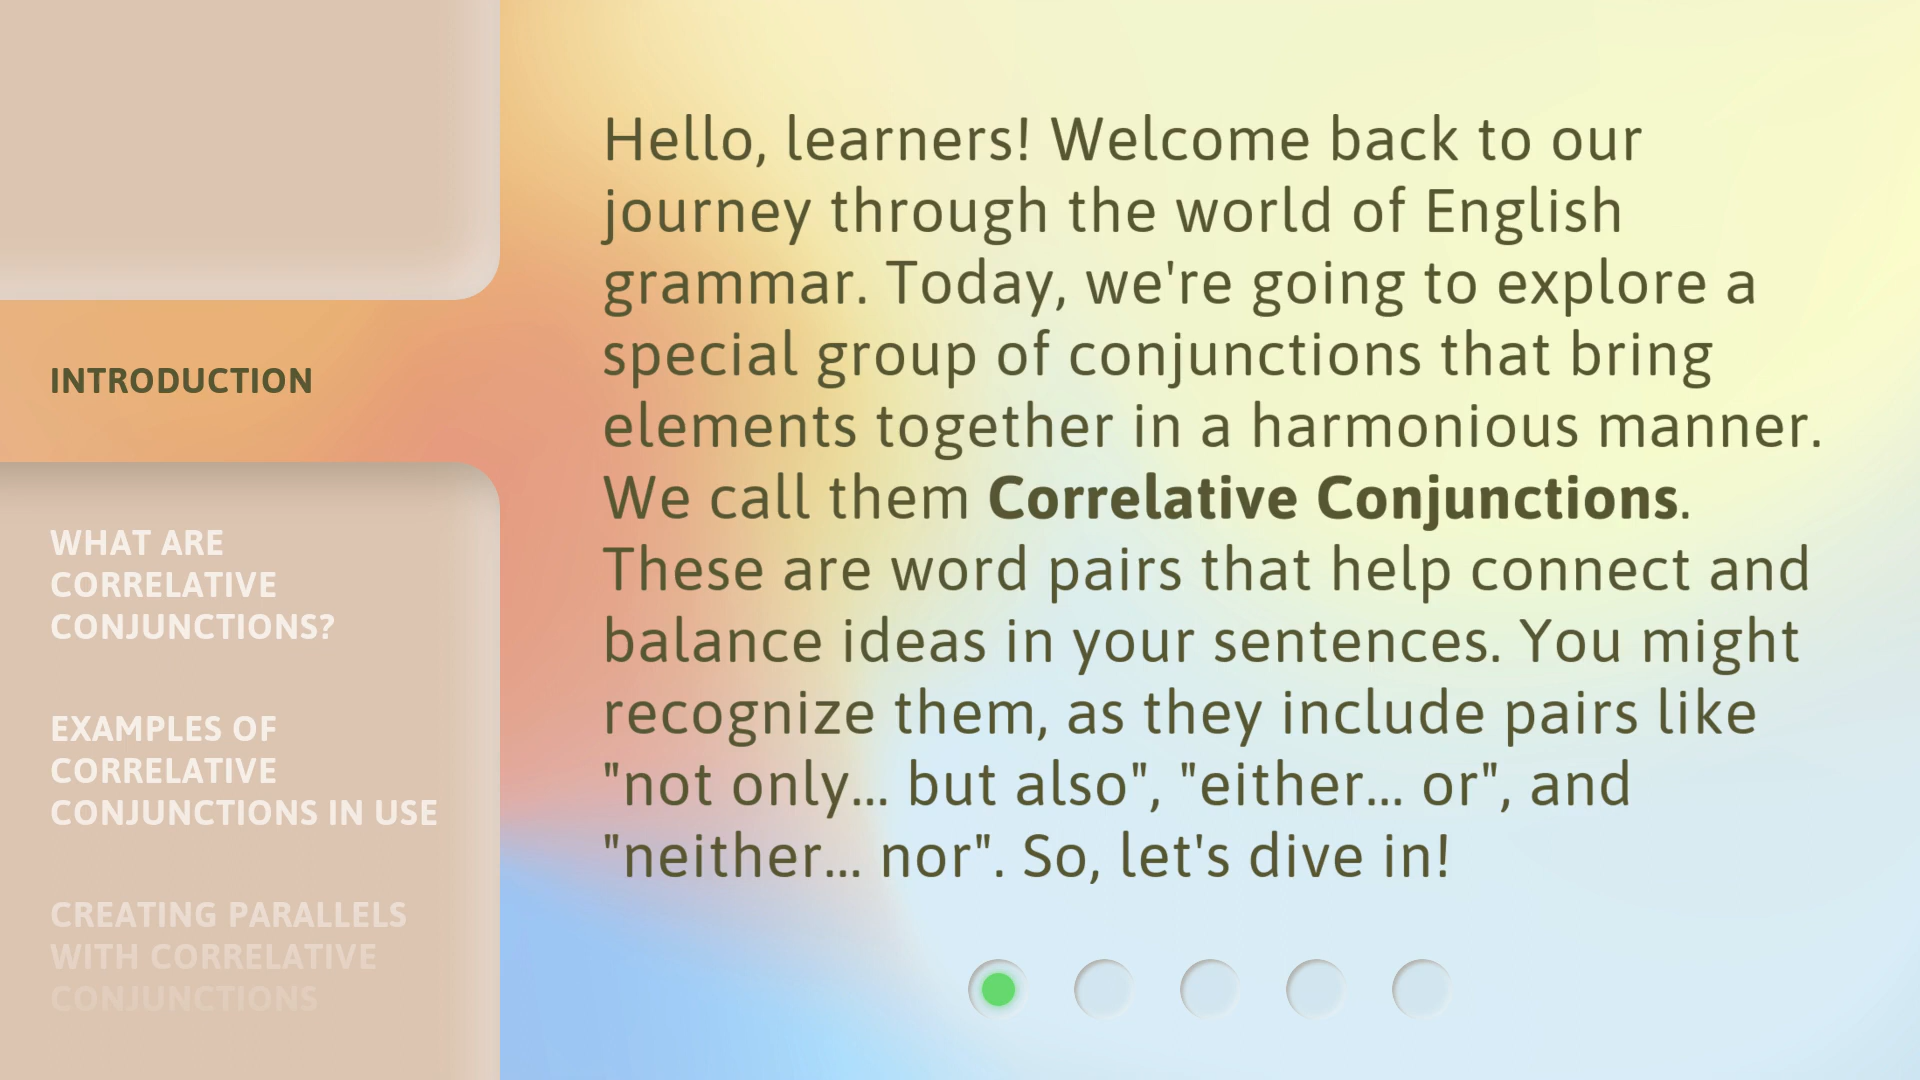 INTRODUCTION
WHAT ARE
CORRELATIVE
CONJUNCTIONS?
EXAMPLES OF
CORRELATIVE
CONJUNCTIONS IN USE
CREATING PARALLELS
WITH CORRELATIVE
CONJUNCTIONS
Hello, learners! Welcome back to our
journey through the world of English
grammar. Today, we're going to explore a
special group of conjunctions that bring
elements together in a harmonious manner.
We call them Correlative Conjunctions.
These are word pairs that help connect and
balance ideas in your sentences. You might
recognize them, as they include pairs like
"not only... but also", "either... or", and
"neither... nor". So, let's dive in!